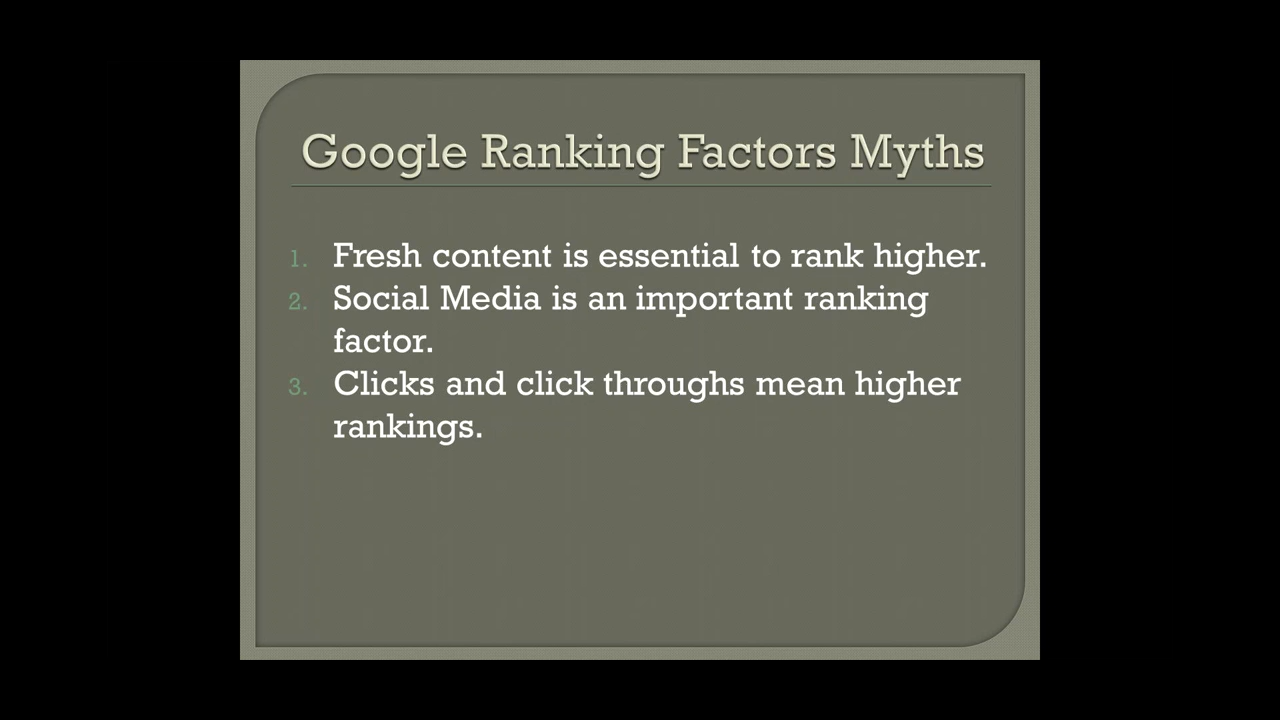 Google Ranking Factors Myths
1. Fresh content is essential to rank higher.
2. Social Media is an important ranking
factor.
3. Clicks and click throughs mean higher
rankings.